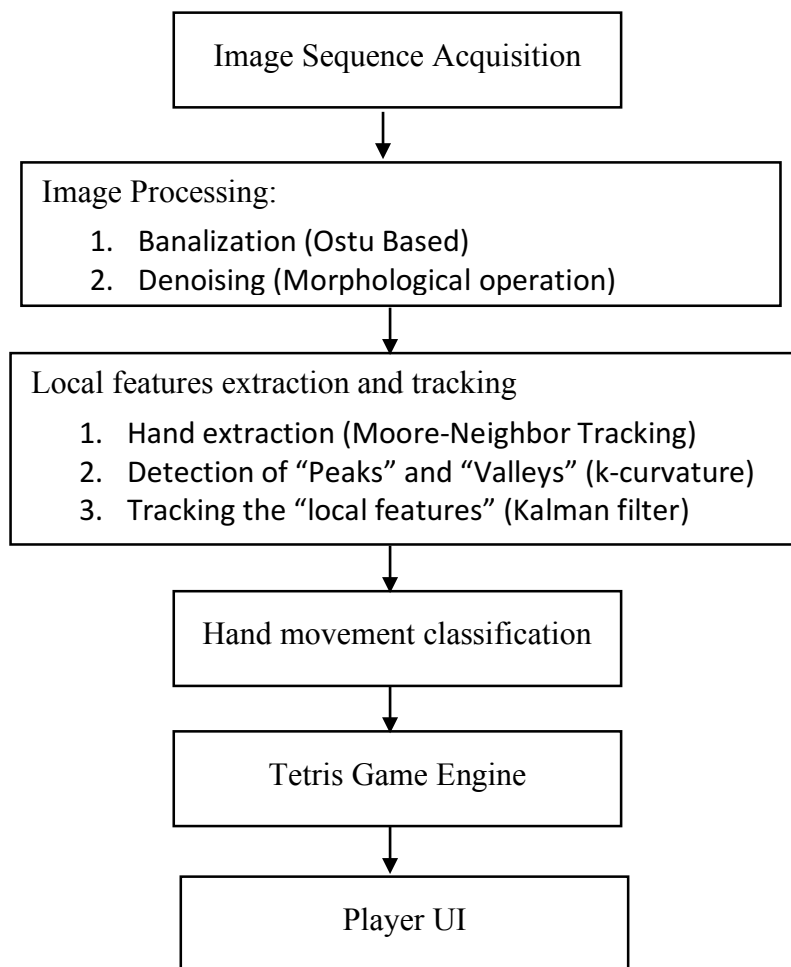 Image Sequence Acquisition
Image Processing:
1. Banalization (Ostu Based)
2. Denoising (Morphological operation)
Local features extraction and tracking
1. Hand extraction (Moore-Neighbor Tracking)
2. Detection of “Peaks” and “Valleys” (k-curvature)
3. Tracking the “local features” (Kalman filter)
Hand movement classification
Tetris Game Engine
Player UI